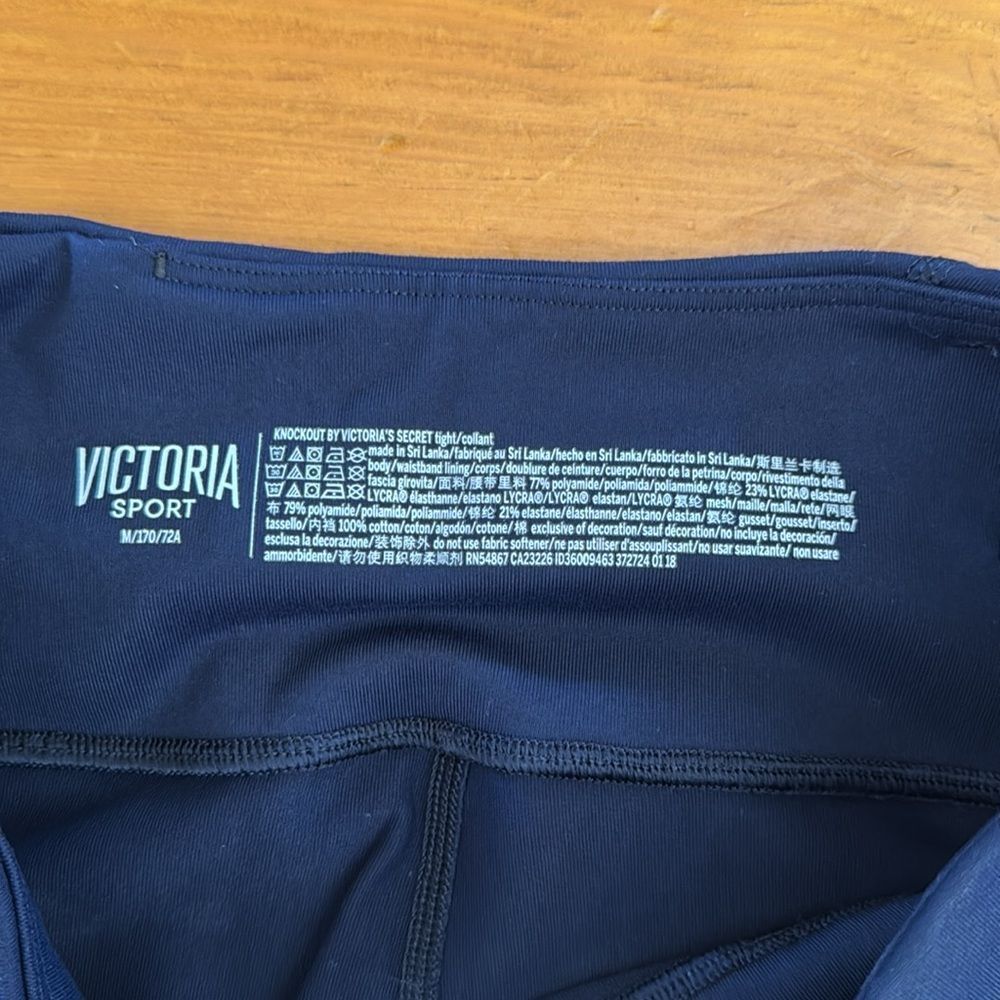 VICTORIA
SPORT
M/170/72A
KNOCKOUT BY VICTORIA'S SECRET tight/collant
made in Sri Lanka/fabriqué au Sri Lanka/hecho en Sri Lanka/fabbricato in Sri Lanka/斯里兰卡制造
body/waistband lining/corps/doublure de ceinture/cuerpo/forro de la petrina/corpo/rivestimento della
fascia girovita/面料/腰带里料 77% polyamide/poliamida/poliammide/锦纶 23% LYCRA® elastane/
LYCRA® élasthanne/elastano LYCRA®/LYCRA® elastan/LYCRA®氨纶 mesh/maille/malla/rete/网眼
布 79% polyamide/poliamida/poliammide/锦纶 21% elastane/élasthanne/elastano/elastan/氨纶 gusset/gousset/inserto/
tassello/内裆 100% cotton/coton/algodón/cotone/棉 exclusive of decoration/sauf décoration/no incluye la decoración/
esclusa la decorazione/装饰除外 do not use fabric softener/ne pas utiliser d'assouplissant/no usar suavizante/non usare
ammorbidente/请勿使用织物柔顺剂 RN54867 CA23226 ID36009463 372724 01 18